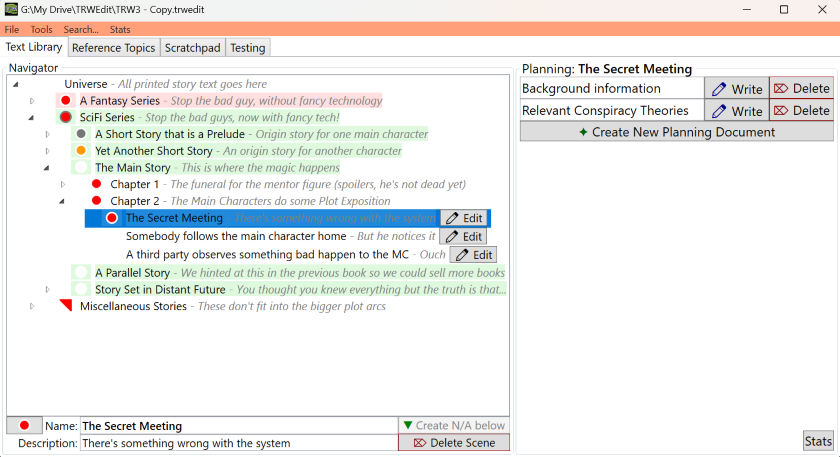 G:\My Drive\TRWEdit\TRW3 - Copy.trwedit
File Tools Search... Stats
Text Library Reference Topics Scratchpad Testing
Navigator
Universe - All printed story text goes here
A Fantasy Series - Stop the bad guy, without fancy technology
SciFi Series - Stop the bad guys, now with fancy tech!
A Short Story that is a Prelude - Origin story for one main character
Yet Another Short Story - An origin story for another character
The Main Story - This is where the magic happens
Chapter 1 - The funeral for the mentor figure (spoilers, he's not dead yet)
Chapter 2 - The Main Characters do some Plot Exposition
The Secret Meeting - There's something wrong with the system Edit
Somebody follows the main character home - But he notices it Edit
A third party observes something bad happen to the MC - Ouch Edit
A Parallel Story - We hinted at this in the previous book so we could sell more books
Story Set in Distant Future - You thought you knew everything but the truth is that...
Miscellaneous Stories - These don't fit into the bigger plot arcs
Name: The Secret Meeting Create N/A below
Description: There's something wrong with the system Delete Scene
Planning: The Secret Meeting
Background information Write Delete
Relevant Conspiracy Theories Write Delete
Create New Planning Document
Stats